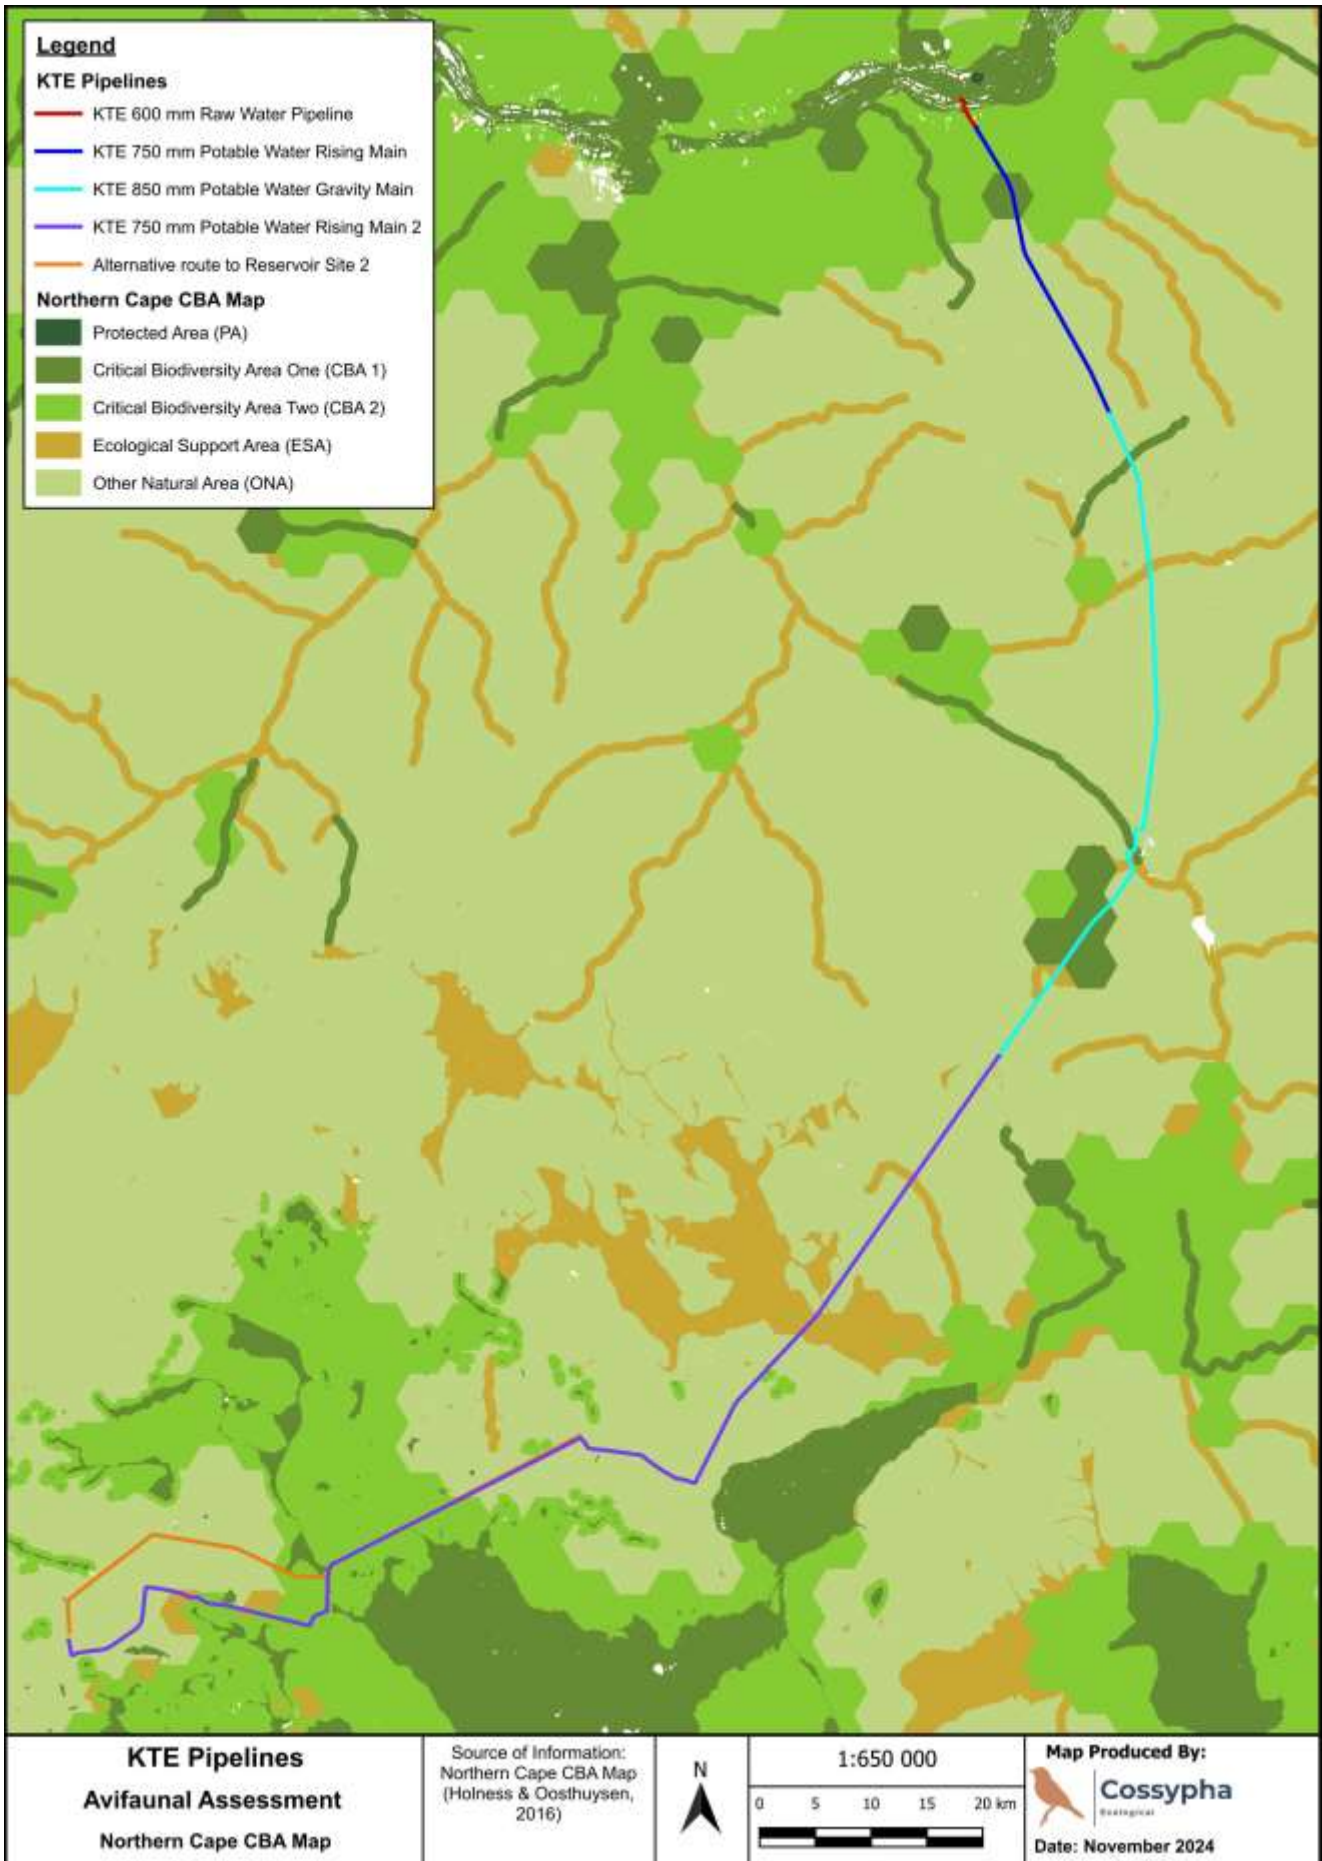 Legend
KTE Pipelines
KTE 600 mm Raw Water Pipeline
KTE 750 mm Potable Water Rising Main
KTE 850 mm Potable Water Gravity Main
KTE 750 mm Potable Water Rising Main 2
Alternative route to Reservoir Site 2
Northern Cape CBA Map
Protected Area (PA)
Critical Biodiversity Area One (CBA 1)
Critical Biodiversity Area Two (CBA 2)
Ecological Support Area (ESA)
Other Natural Area (ONA)
KTE Pipelines
Avifaunal Assessment
Northern Cape CBA Map
Source of Information:
Northern Cape CBA Map
(Holness & Oosthuysen,
2016)
N
1:650 000
0 5 10 15 20 km
Map Produced By:
Cossypha
Ecological
Date: November 2024